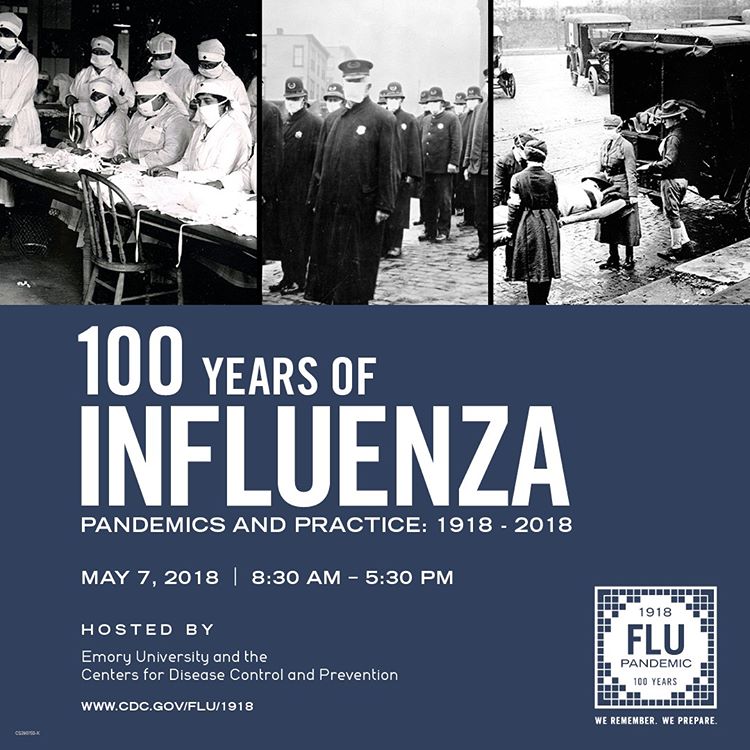 100 YEARS OF
INFLUENZA
PANDEMICS AND PRACTICE: 1918 - 2018
MAY 7, 2018 | 8:30 AM – 5:30 PM
HOSTED BY
Emory University and the
Centers for Disease Control and Prevention
WWW.CDC.GOV/FLU/1918
1918
FLU
PANDEMIC
100 YEARS
WE REMEMBER. WE PREPARE.